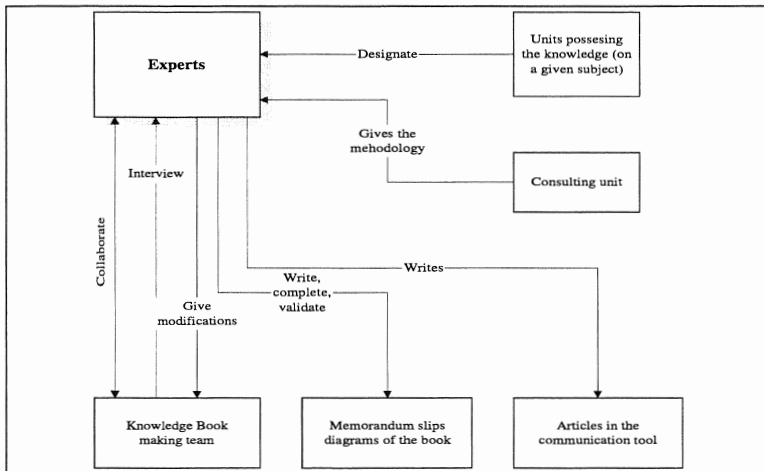 Experts
Designate
Units possesing
the knowledge (on
a given subject)
Gives the
mehodology
Consulting unit
Interview
Collaborate
Writes
Write,
complete,
validate
Give
modifications
Knowledge Book
making team
Memorandum slips
diagrams of the book
Articles in the
communication tool